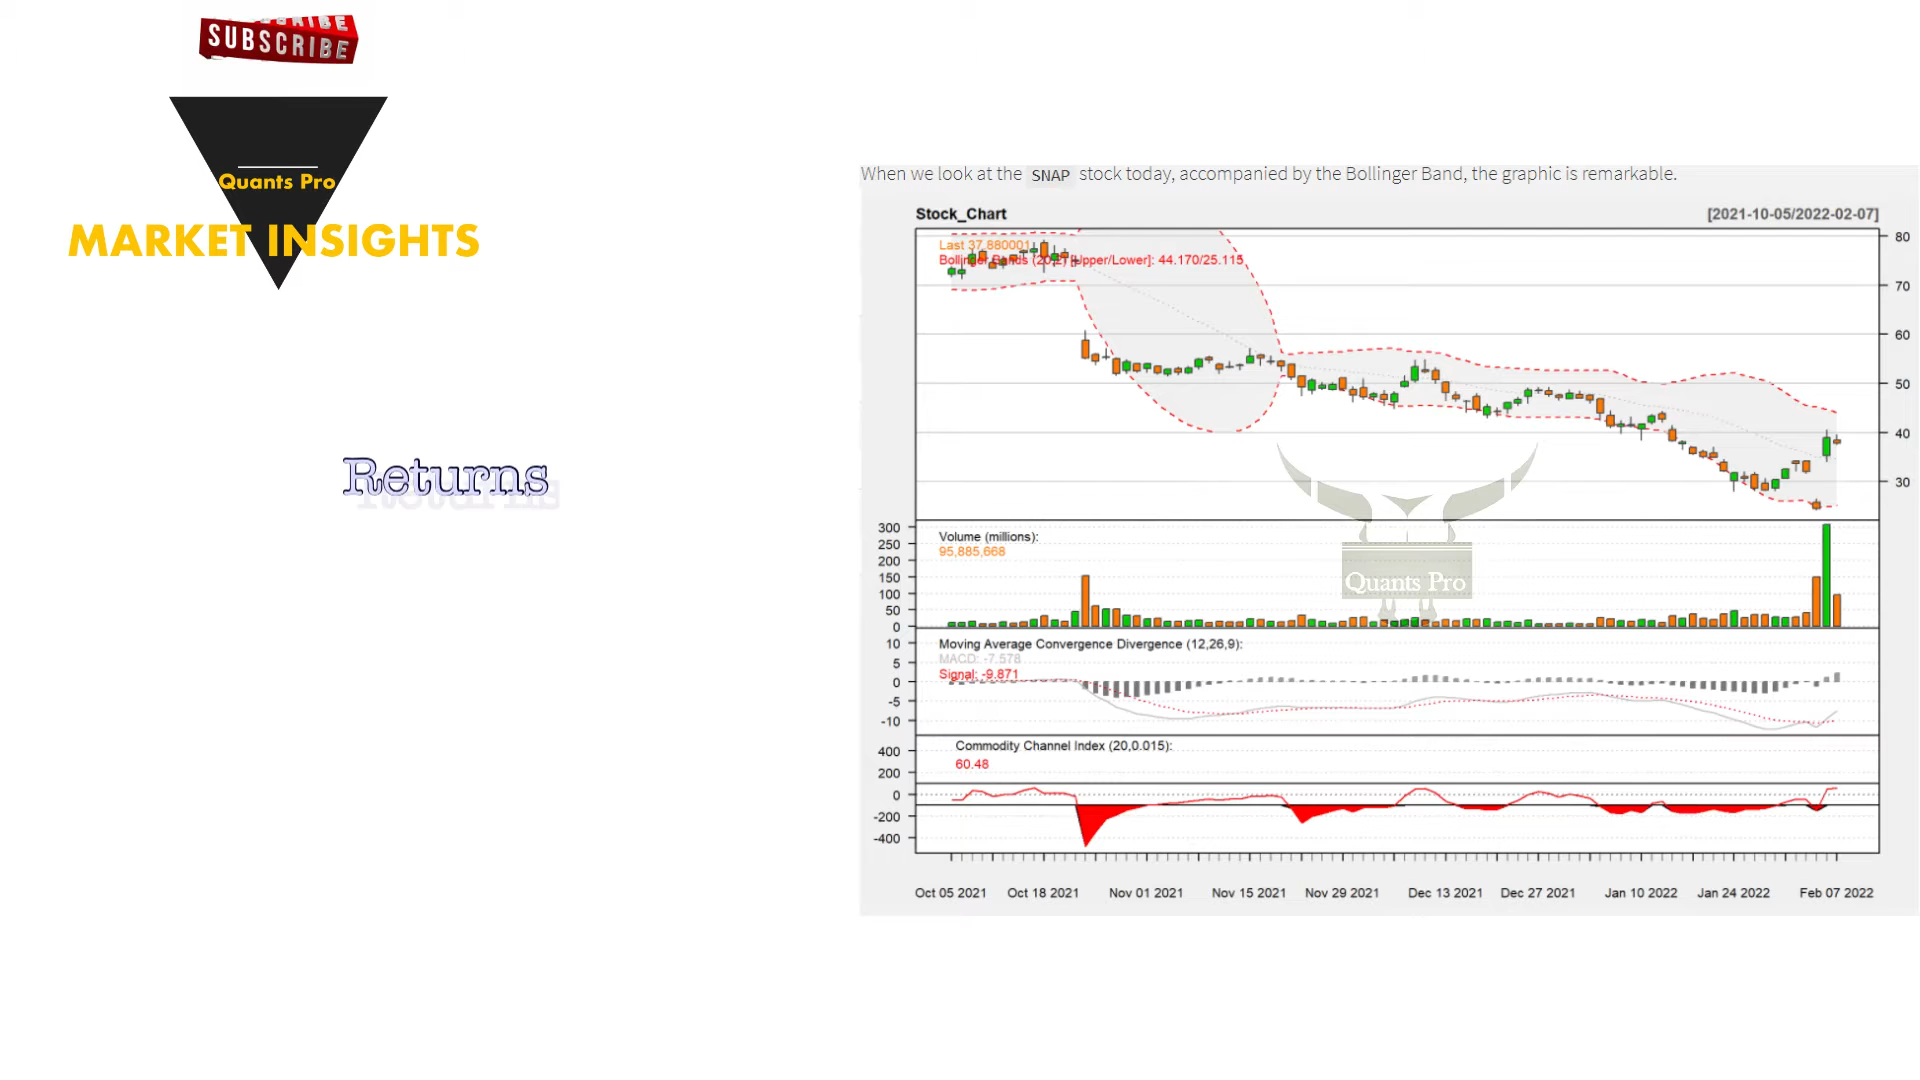 SUBSCRIBE
Quants Pro
MARKET INSIGHTS
Returns
When we look at the SNAP stock today, accompanied by the Bollinger Band, the graphic is remarkable.
Stock_Chart [2021-10-05/2022-02-07]
Last 37.880001
Bollinger Bands (20,2) [Upper/Lower]: 44.170/25.115
80
70
60
50
40
30
Quants Pro
Volume (millions):
95,885,668
300
250
200
150
100
50
0
Moving Average Convergence Divergence (12,26,9):
MACD: -7.578
Signal: -9.871
10
5
0
-5
-10
Commodity Channel Index (20,0.015):
60.48
400
200
0
-200
-400
Oct 05 2021 Oct 18 2021 Nov 01 2021 Nov 15 2021 Nov 29 2021 Dec 13 2021 Dec 27 2021 Jan 10 2022 Jan 24 2022 Feb 07 2022